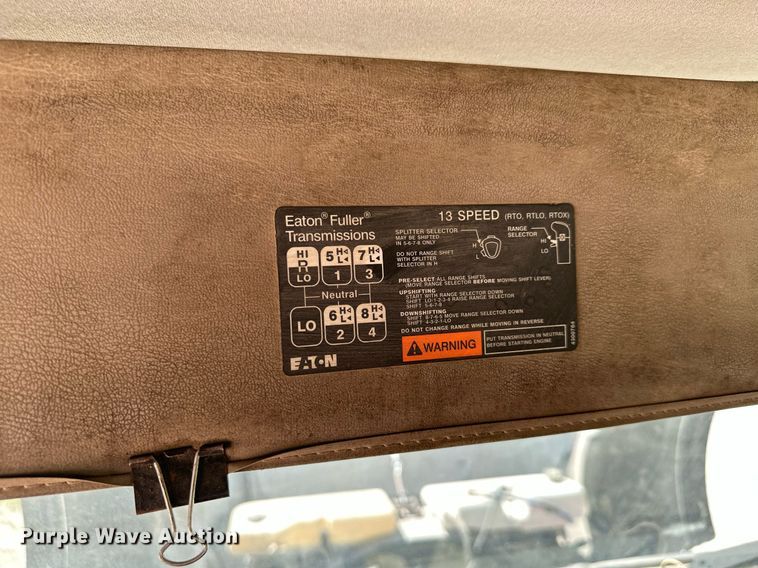 Eaton® Fuller®
Transmissions
13 SPEED (RTO, RTLO, RTOX)
HI
R
LO
5 H L
1
7 H L
3
Neutral
LO
6 H L
2
8 H L
4
EATON
SPLITTER SELECTOR
MAY BE SHIFTED
IN 5-6-7-8 ONLY
DO NOT RANGE SHIFT
WITH SPLITTER
SELECTOR IN H
H
L
RANGE
SELECTOR
HI
LO
PRE-SELECT ALL RANGE SHIFTS
(MOVE RANGE SELECTOR BEFORE MOVING SHIFT LEVER)
UPSHIFTING
START WITH RANGE SELECTOR DOWN
SHIFT LO-1-2-3-4 RAISE RANGE SELECTOR
SHIFT 5-6-7-8
DOWNSHIFTING
SHIFT 8-7-6-5 MOVE RANGE SELECTOR DOWN
SHIFT 4-3-2-1-LO
DO NOT CHANGE RANGE WHILE MOVING IN REVERSE
WARNING
PUT TRANSMISSION IN NEUTRAL
BEFORE STARTING ENGINE
Purple Wave Auction